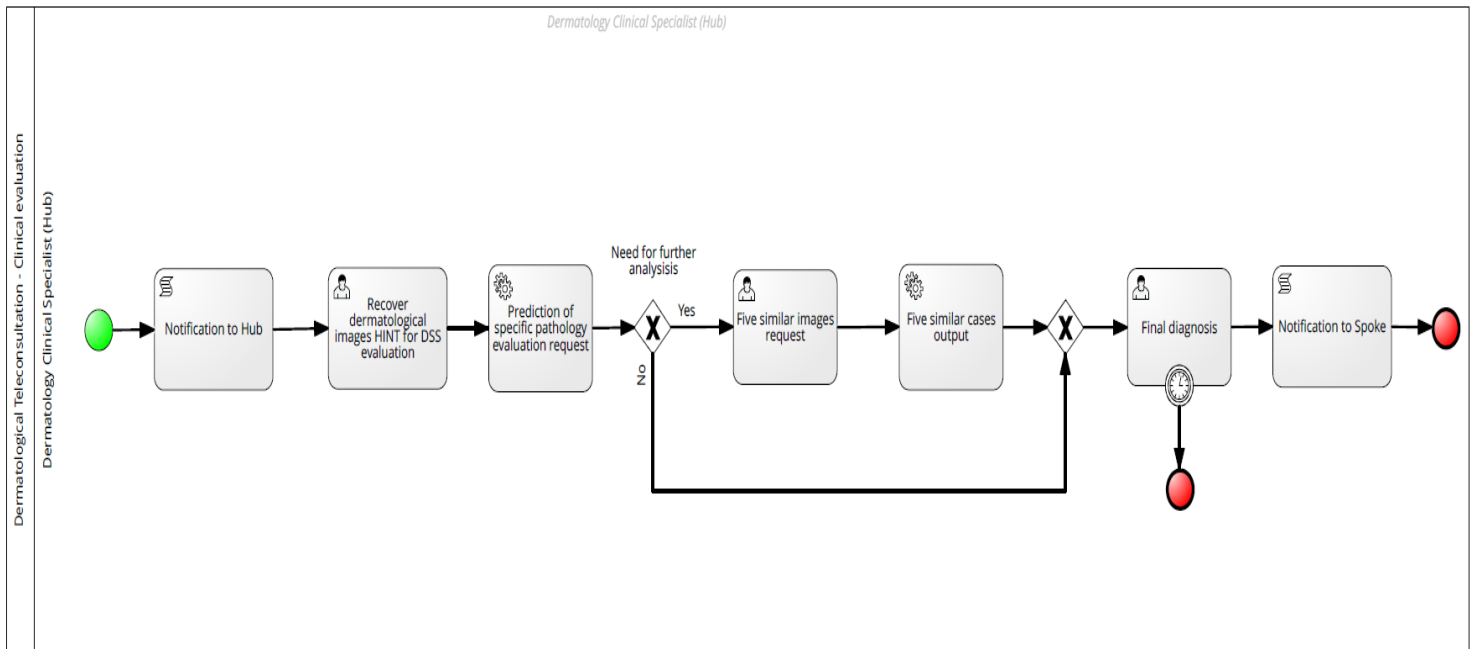 Dermatology Clinical Specialist (Hub)
Dermatological Teleconsultation - Clinical evaluation
Dermatology Clinical Specialist (Hub)
Notification to Hub
Recover
dermatological
images HINT for DSS
evaluation
Prediction of
specific pathology
evaluation request
Need for further
analysisis
Yes
No
Five similar images
request
Five similar cases
output
Final diagnosis
Notification to Spoke